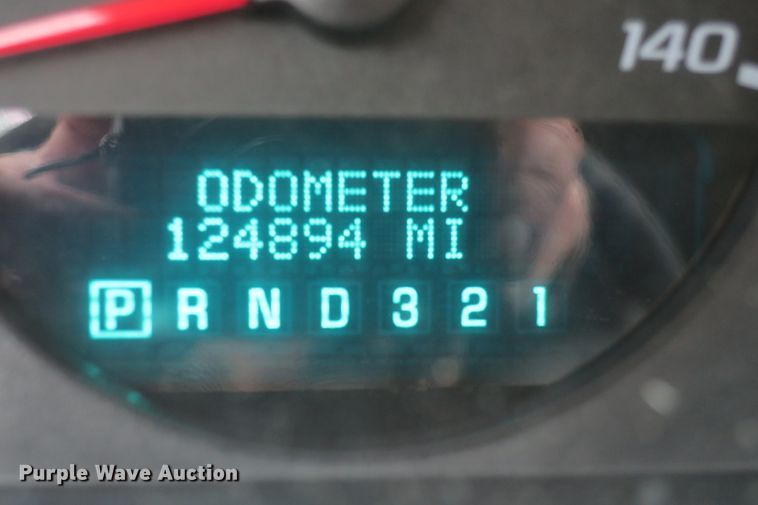 140
ODOMETER
124894 MI
P R N D 3 2 1
Purple Wave Auction